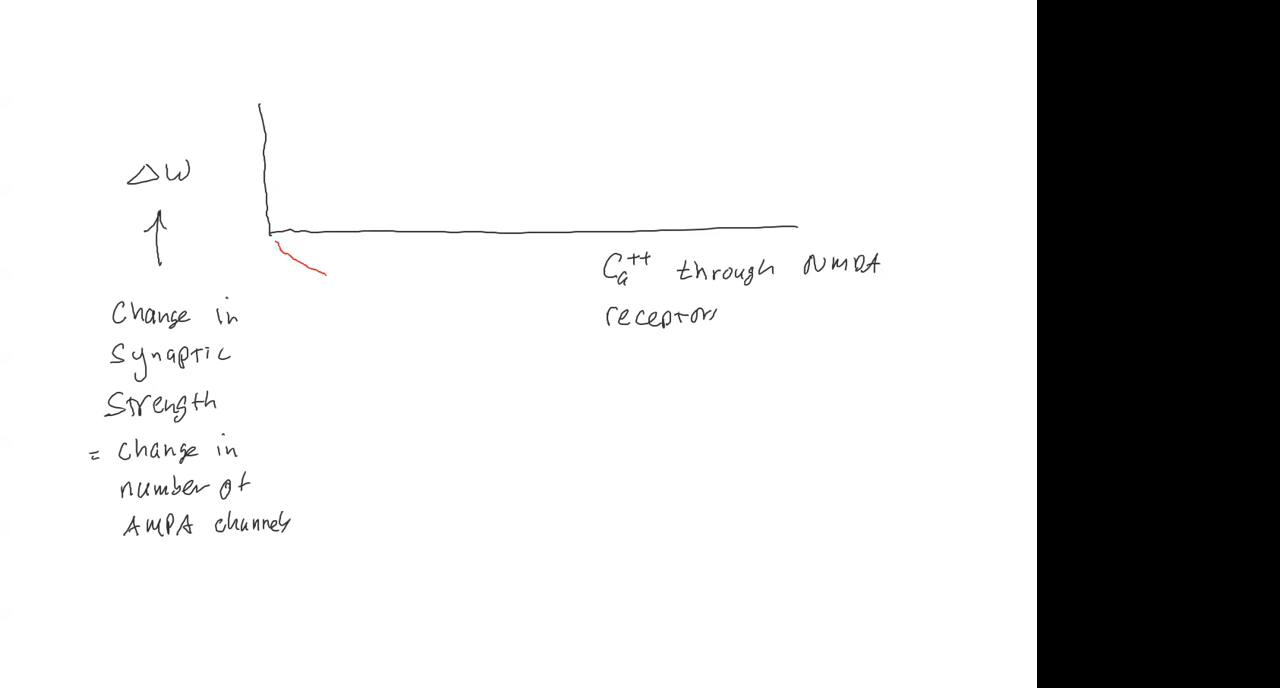 ΔW
Ca++ through NMDA
receptors
Change in
Synaptic
Strength
= change in
number of
AMPA channels